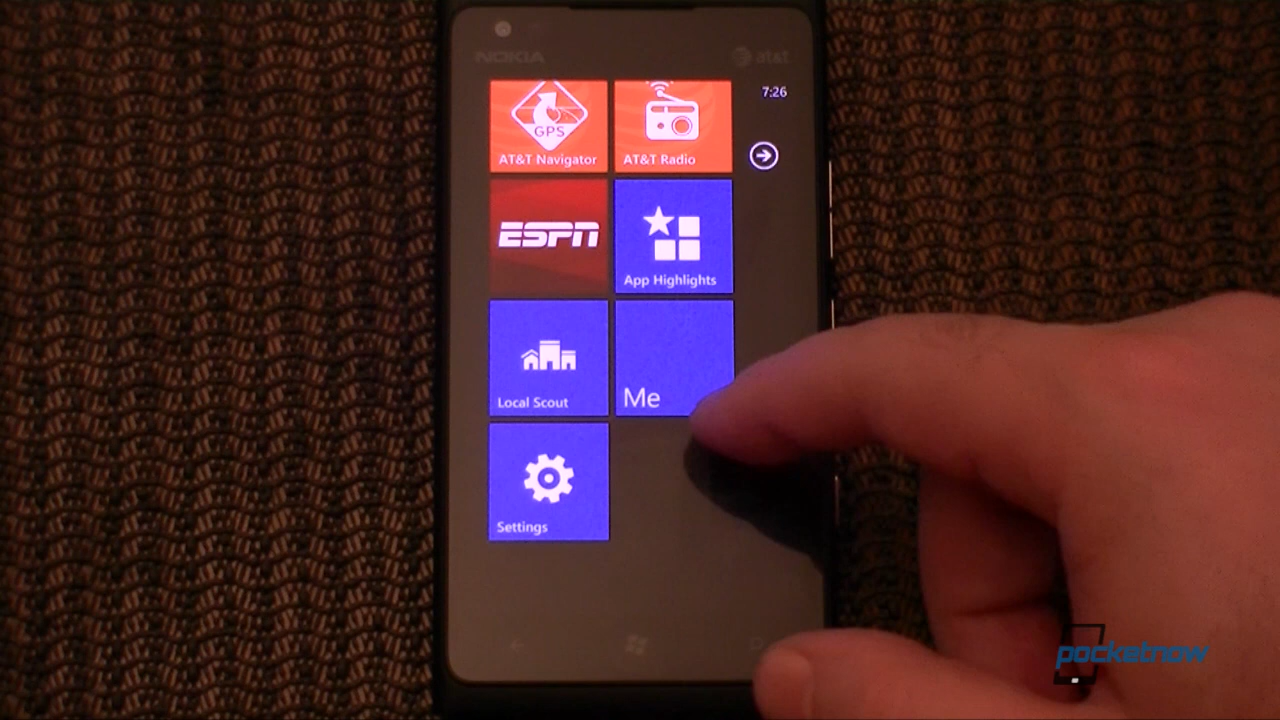 NOKIA
at&t
7:26
GPS
AT&T Navigator
AT&T Radio
ESPN
App Highlights
Local Scout
Me
Settings
pocketnow